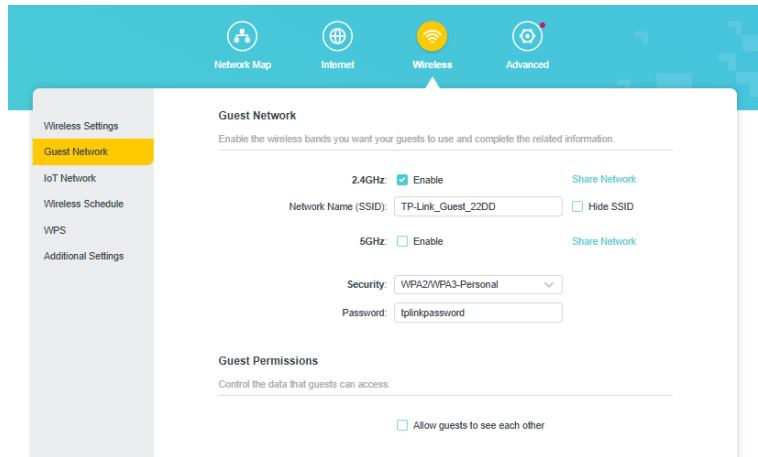 Network Map Internet Wireless Advanced
Wireless Settings
Guest Network
IoT Network
Wireless Schedule
WPS
Additional Settings
Guest Network
Enable the wireless bands you want your guests to use and complete the related information.
2.4GHz: Enable Share Network
Network Name (SSID): TP-Link_Guest_22DD Hide SSID
5GHz: Enable Share Network
Security: WPA2/WPA3-Personal
Password: tplinkpassword
Guest Permissions
Control the data that guests can access.
Allow guests to see each other